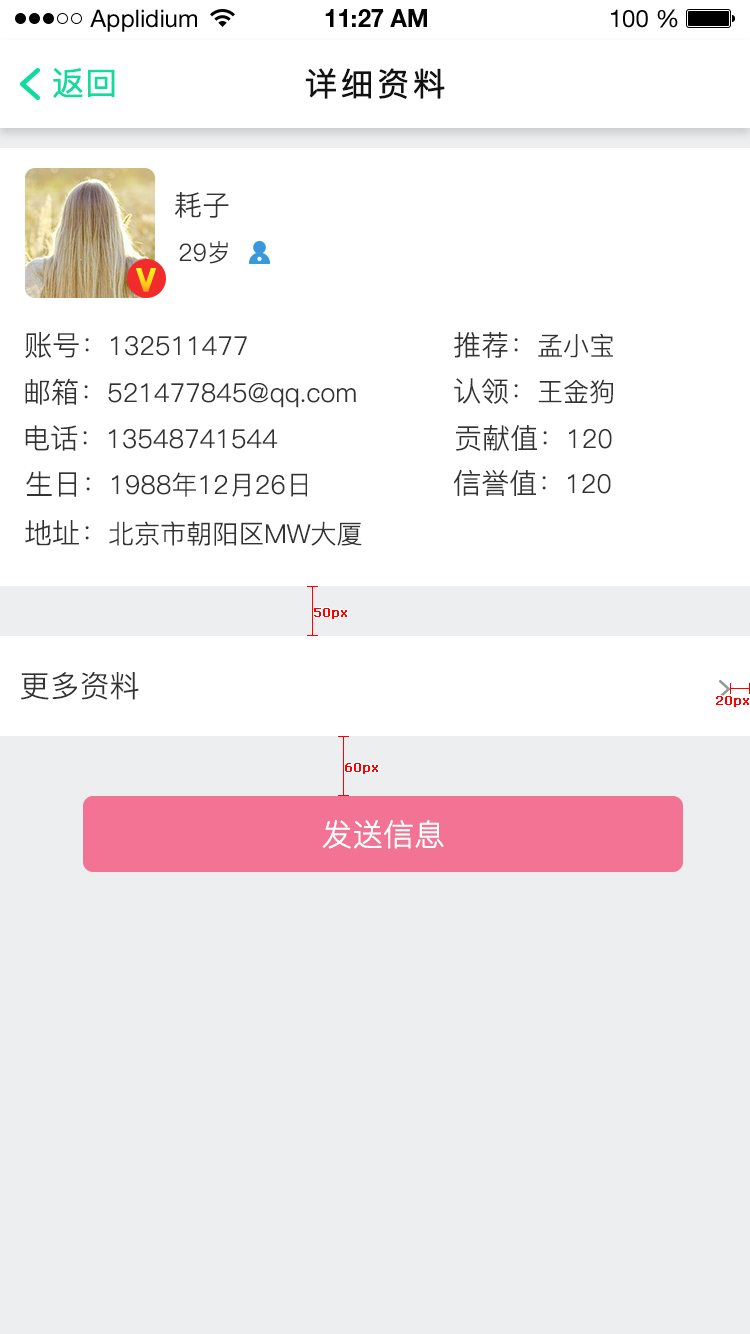 Applidium 11:27 AM 100 %
返回 详细资料
耗子
29岁
V
账号：132511477 推荐：孟小宝
邮箱：521477845@qq.com 认领：王金狗
电话：13548741544 贡献值：120
生日：1988年12月26日 信誉值：120
地址：北京市朝阳区MW大厦
50px
更多资料
20px
60px
发送信息